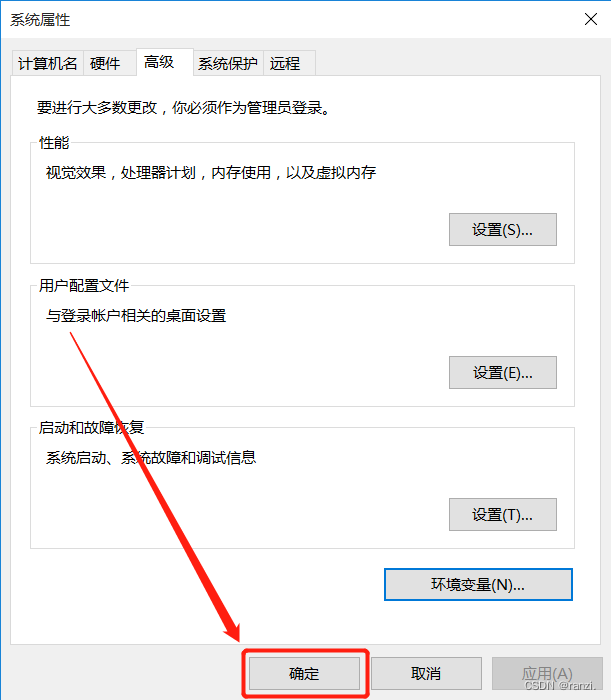 系统属性
计算机名 硬件 高级 系统保护 远程
要进行大多数更改，你必须作为管理员登录。
性能
视觉效果，处理器计划，内存使用，以及虚拟内存
设置(S)...
用户配置文件
与登录帐户相关的桌面设置
设置(E)...
启动和故障恢复
系统启动、系统故障和调试信息
设置(T)...
环境变量(N)...
确定 取消 应用(A)
CSDN @ranzi.